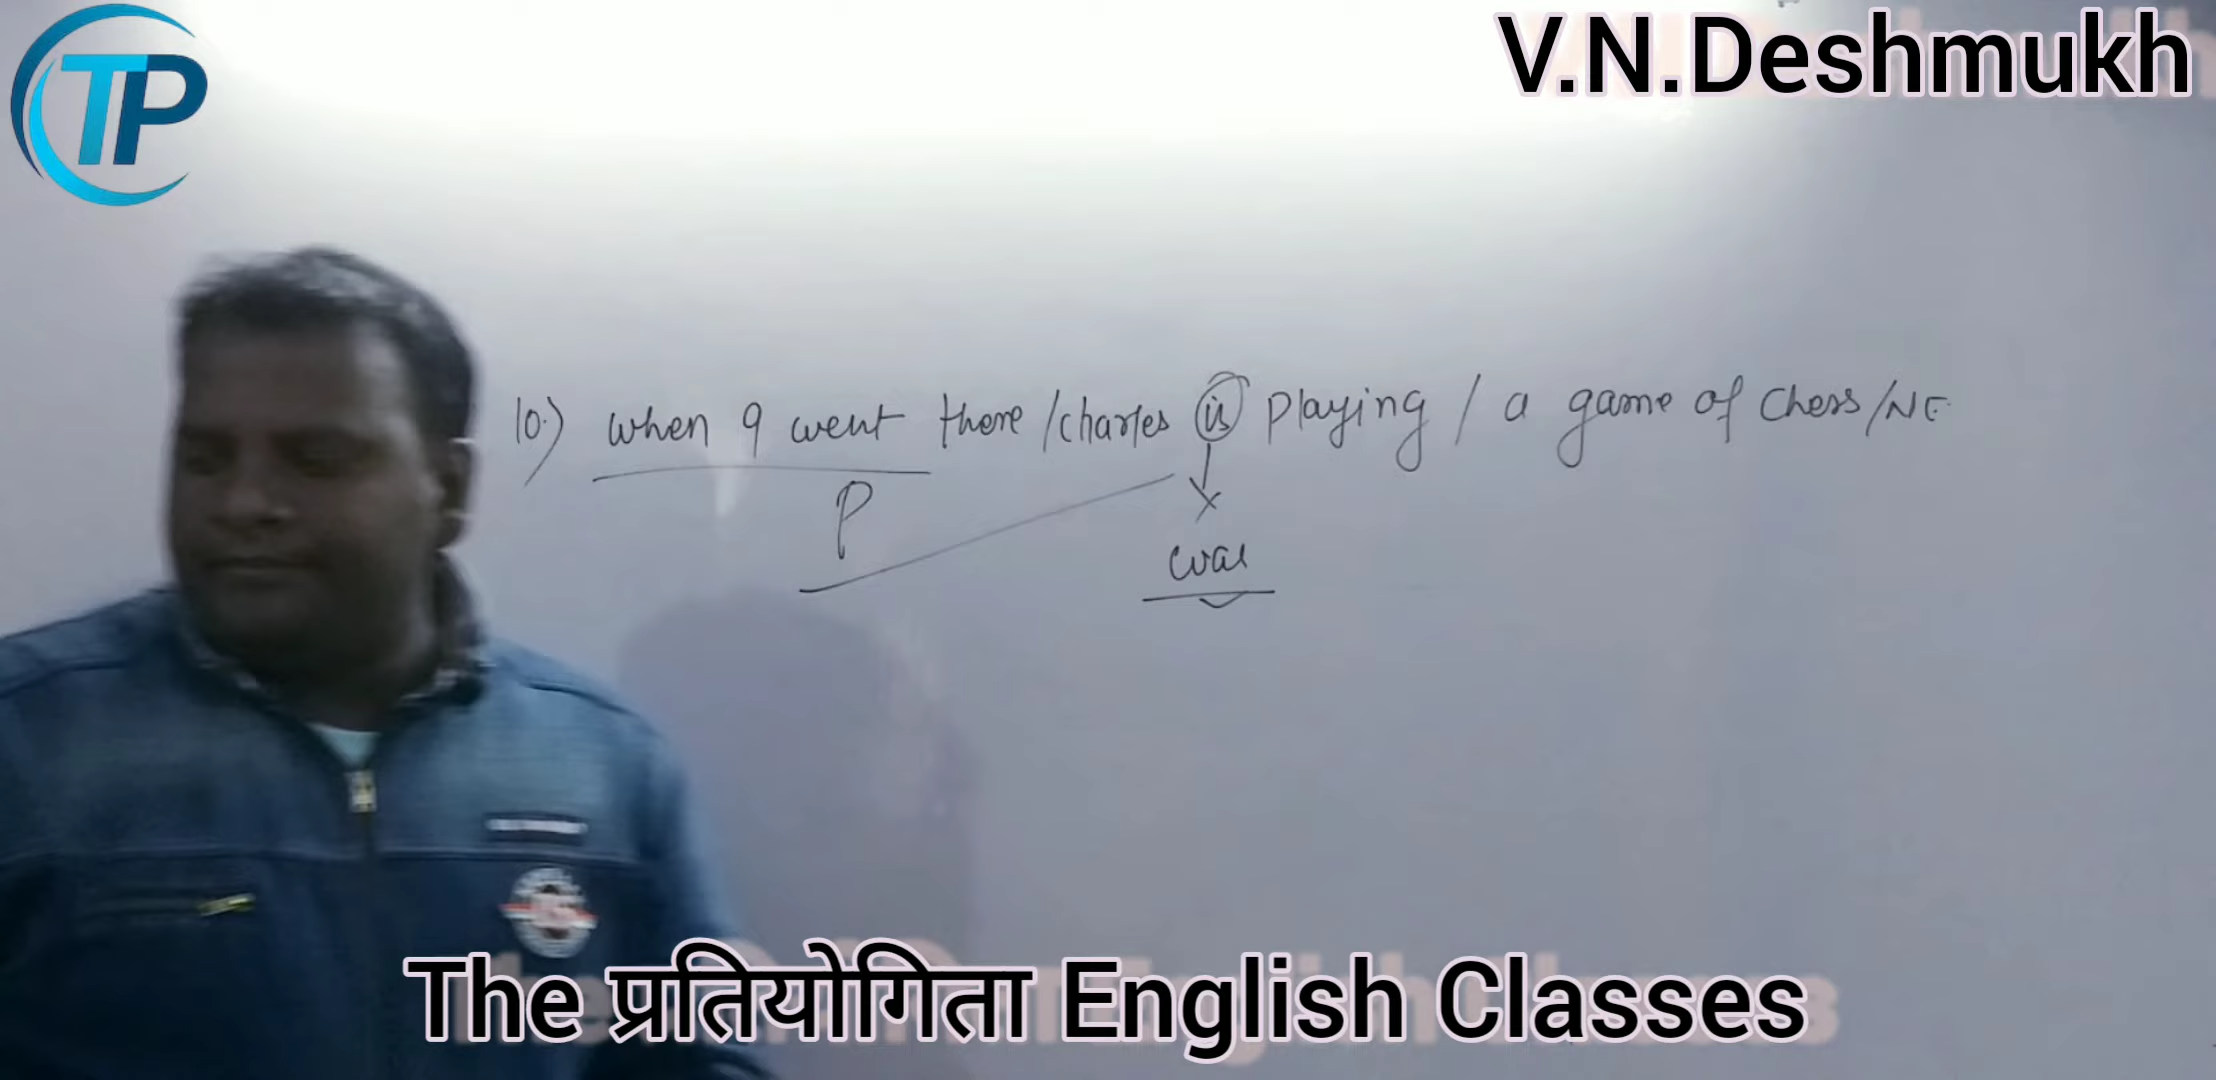 TP
V.N.Deshmukh
10.) when I went there / charles is playing / a game of chess / NE
P
was
The प्रतियोगिता English Classes